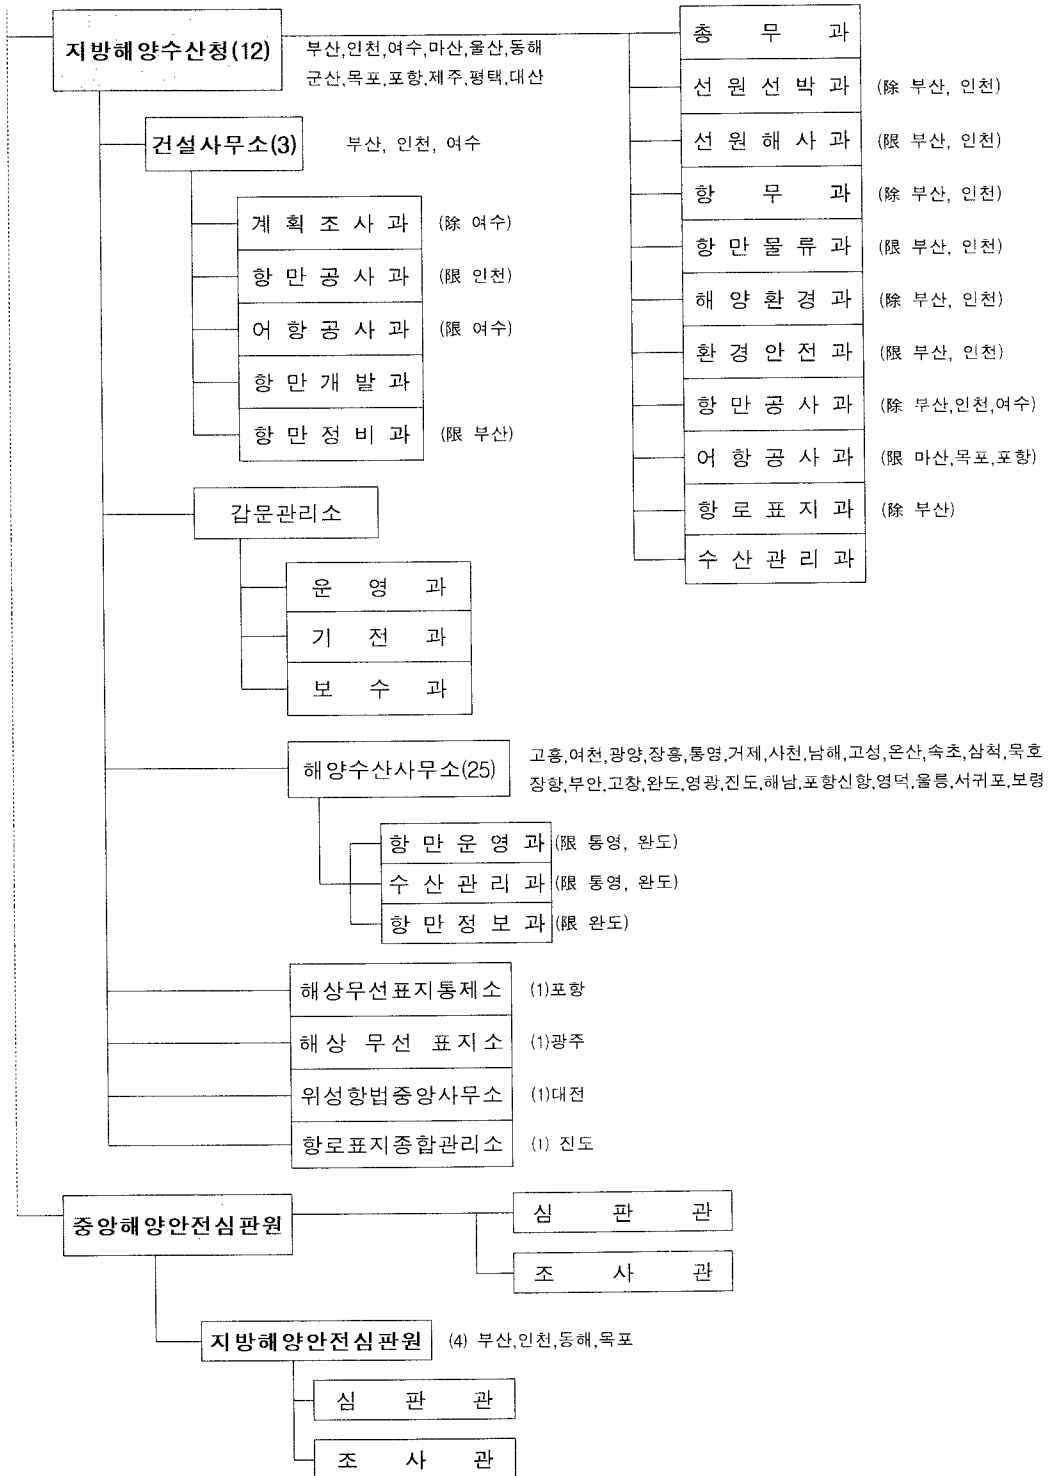 지방해양수산청(12)
부산,인천,여수,마산,울산,동해
군산,목포,포항,제주,평택,대산
총 무 과
선 원 선 박 과 (除 부산, 인천)
선 원 해 사 과 (限 부산, 인천)
항 무 과 (除 부산, 인천)
항 만 물 류 과 (限 부산, 인천)
해 양 환 경 과 (除 부산, 인천)
환 경 안 전 과 (限 부산, 인천)
항 만 공 사 과 (除 부산,인천,여수)
어 항 공 사 과 (限 마산,목포,포항)
항 로 표 지 과 (除 부산)
수 산 관 리 과
건설사무소(3) 부산, 인천, 여수
계 획 조 사 과 (除 여수)
항 만 공 사 과 (限 인천)
어 항 공 사 과 (限 여수)
항 만 개 발 과
항 만 정 비 과 (限 부산)
갑문관리소
운 영 과
기 전 과
보 수 과
해양수산사무소(25)
고흥,여천,광양,장흥,통영,거제,사천,남해,고성,온산,속초,삼척,묵호
장항,부안,고창,완도,영광,진도,해남,포항신항,영덕,울릉,서귀포,보령
항 만 운 영 과 (限 통영, 완도)
수 산 관 리 과 (限 통영, 완도)
항 만 정 보 과 (限 완도)
해상무선표지통제소 (1)포항
해상 무선 표지소 (1)광주
위성항법중앙사무소 (1)대전
항로표지종합관리소 (1) 진도
중앙해양안전심판원
심 판 관
조 사 관
지방해양안전심판원 (4) 부산,인천,동해,목포
심 판 관
조 사 관